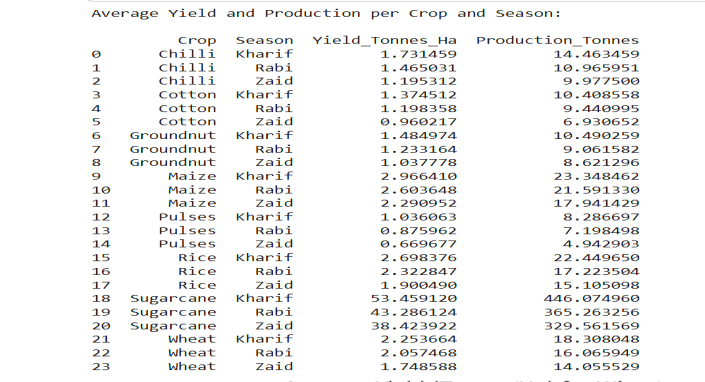 Average Yield and Production per Crop and Season:
Crop Season Yield_Tonnes_Ha Production_Tonnes
0 Chilli Kharif 1.731459 14.463459
1 Chilli Rabi 1.465031 10.965951
2 Chilli Zaid 1.195312 9.977500
3 Cotton Kharif 1.374512 10.408558
4 Cotton Rabi 1.198358 9.440995
5 Cotton Zaid 0.960217 6.930652
6 Groundnut Kharif 1.484974 10.490259
7 Groundnut Rabi 1.233164 9.061582
8 Groundnut Zaid 1.037778 8.621296
9 Maize Kharif 2.966410 23.348462
10 Maize Rabi 2.603648 21.591330
11 Maize Zaid 2.290952 17.941429
12 Pulses Kharif 1.036063 8.286697
13 Pulses Rabi 0.875962 7.198498
14 Pulses Zaid 0.669677 4.942903
15 Rice Kharif 2.698376 22.449650
16 Rice Rabi 2.322847 17.223504
17 Rice Zaid 1.900490 15.105098
18 Sugarcane Kharif 53.459120 446.074960
19 Sugarcane Rabi 43.286124 365.263256
20 Sugarcane Zaid 38.423922 329.561569
21 Wheat Kharif 2.253664 18.308048
22 Wheat Rabi 2.057468 16.065949
23 Wheat Zaid 1.748588 14.055529